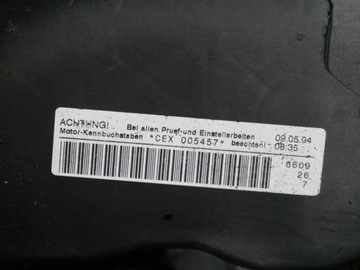 ACHTUNG! Bei allen Pruef-und Einstellarbeiten 09.05.04
Motor-Kennbuchstaben *CEX 005457* beachten! 08:35
6609
26
7